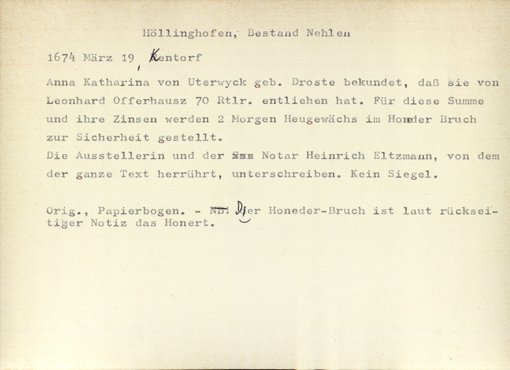 Höllinghofen, Bestand Nehlen
1674 März 19, Kentorf
Anna Katharina von Uterwyck geb. Droste bekundet, daß sie von
Leonhard Offerhausz 70 Rtlr. entliehen hat. Für diese Summe
und ihre Zinsen werden 2 Morgen Heugewächs im Honeder Bruch
zur Sicherheit gestellt.
Die Ausstellerin und der Notar Heinrich Eltzmann, von dem
der ganze Text herrührt, unterschreiben. Kein Siegel.
Orig., Papierbogen. - NB! Der Honeder-Bruch ist laut rücksei-
tiger Notiz das Honert.